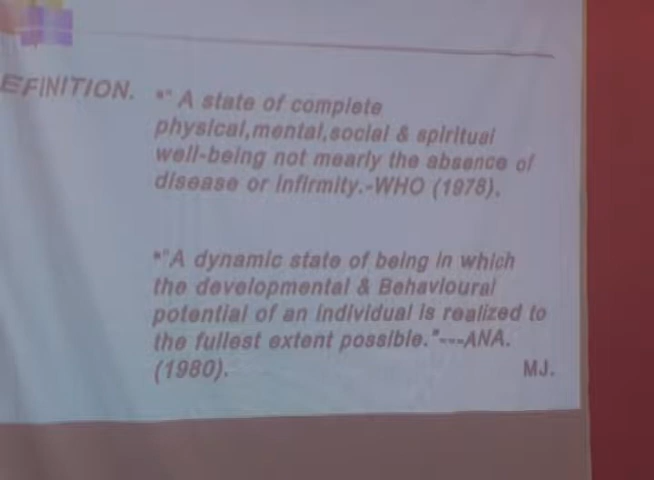 EFINITION.
*" A state of complete
physical,mental,social & spiritual
well-being not mearly the absence of
disease or infirmity.-WHO (1978).
*"A dynamic state of being in which
the developmental & Behavioural
potential of an individual is realized to
the fullest extent possible."---ANA.
(1980).
MJ.